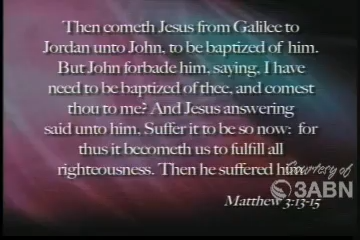 Then cometh Jesus from Galilee to
Jordan unto John, to be baptized of him.
But John forbade him, saying, I have
need to be baptized of thee, and comest
thou to me? And Jesus answering
said unto him, Suffer it to be so now: for
thus it becometh us to fulfill all
righteousness. Then he suffered him.
Courtesy of
3ABN
Matthew 3:13-15